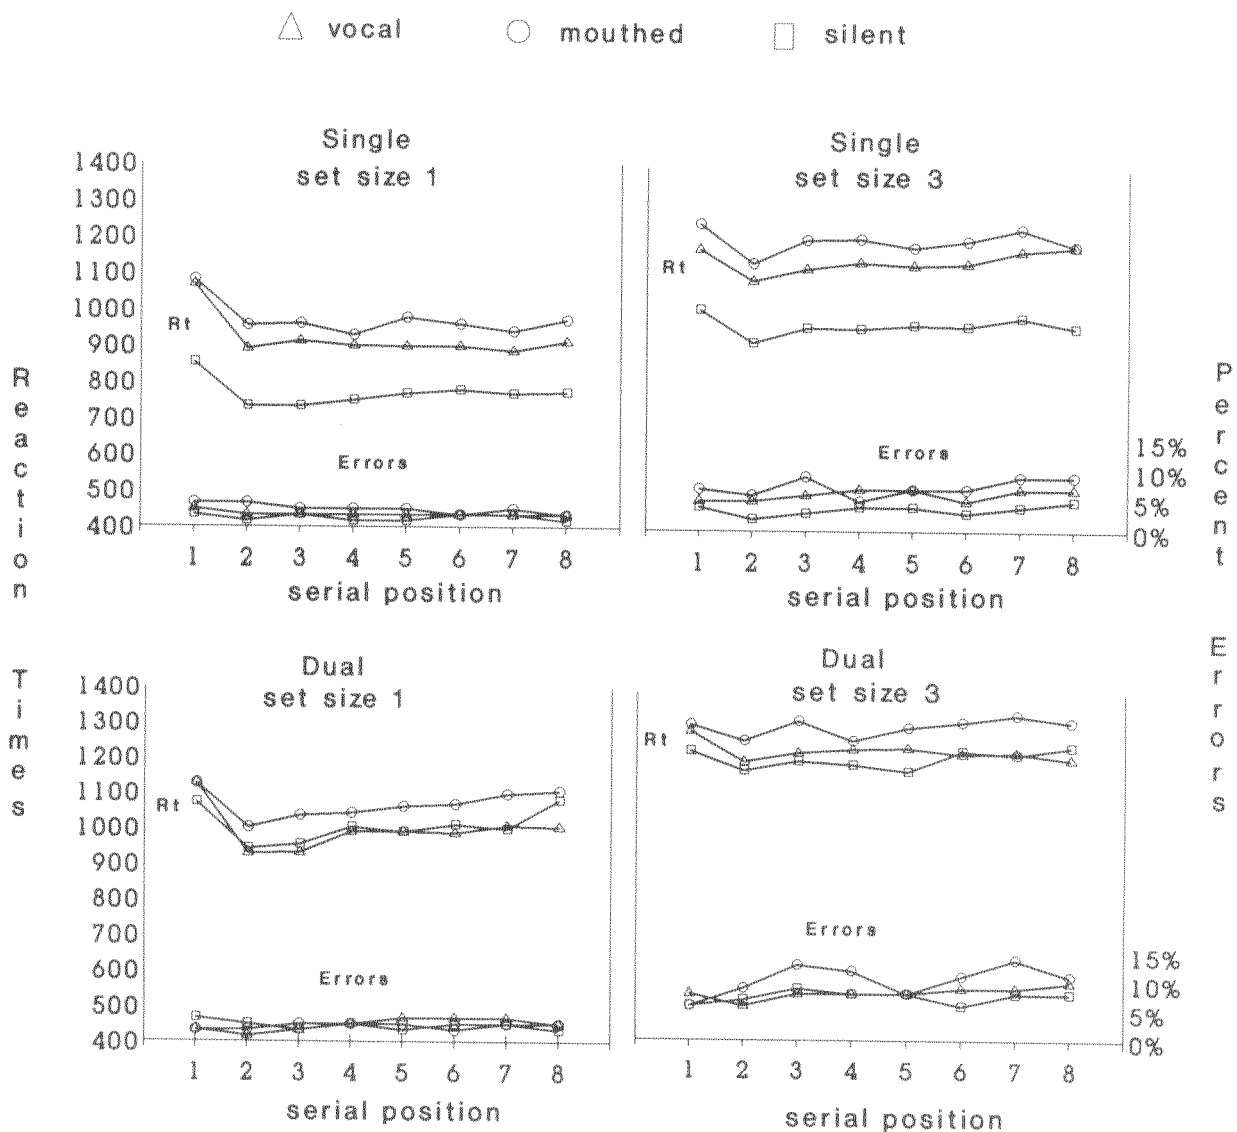 vocal mouthed silent
Single
set size 1
Single
set size 3
1400
1300
1200
1100
1000
900
800
700
600
500
400
Rt
Rt
Errors
Errors
15%
10%
5%
0%
1 2 3 4 5 6 7 8
1 2 3 4 5 6 7 8
serial position
serial position
Reaction
Times
Percent
Errors
Dual
set size 1
Dual
set size 3
1400
1300
1200
1100
1000
900
800
700
600
500
400
Rt
Rt
Errors
Errors
15%
10%
5%
0%
1 2 3 4 5 6 7 8
1 2 3 4 5 6 7 8
serial position
serial position